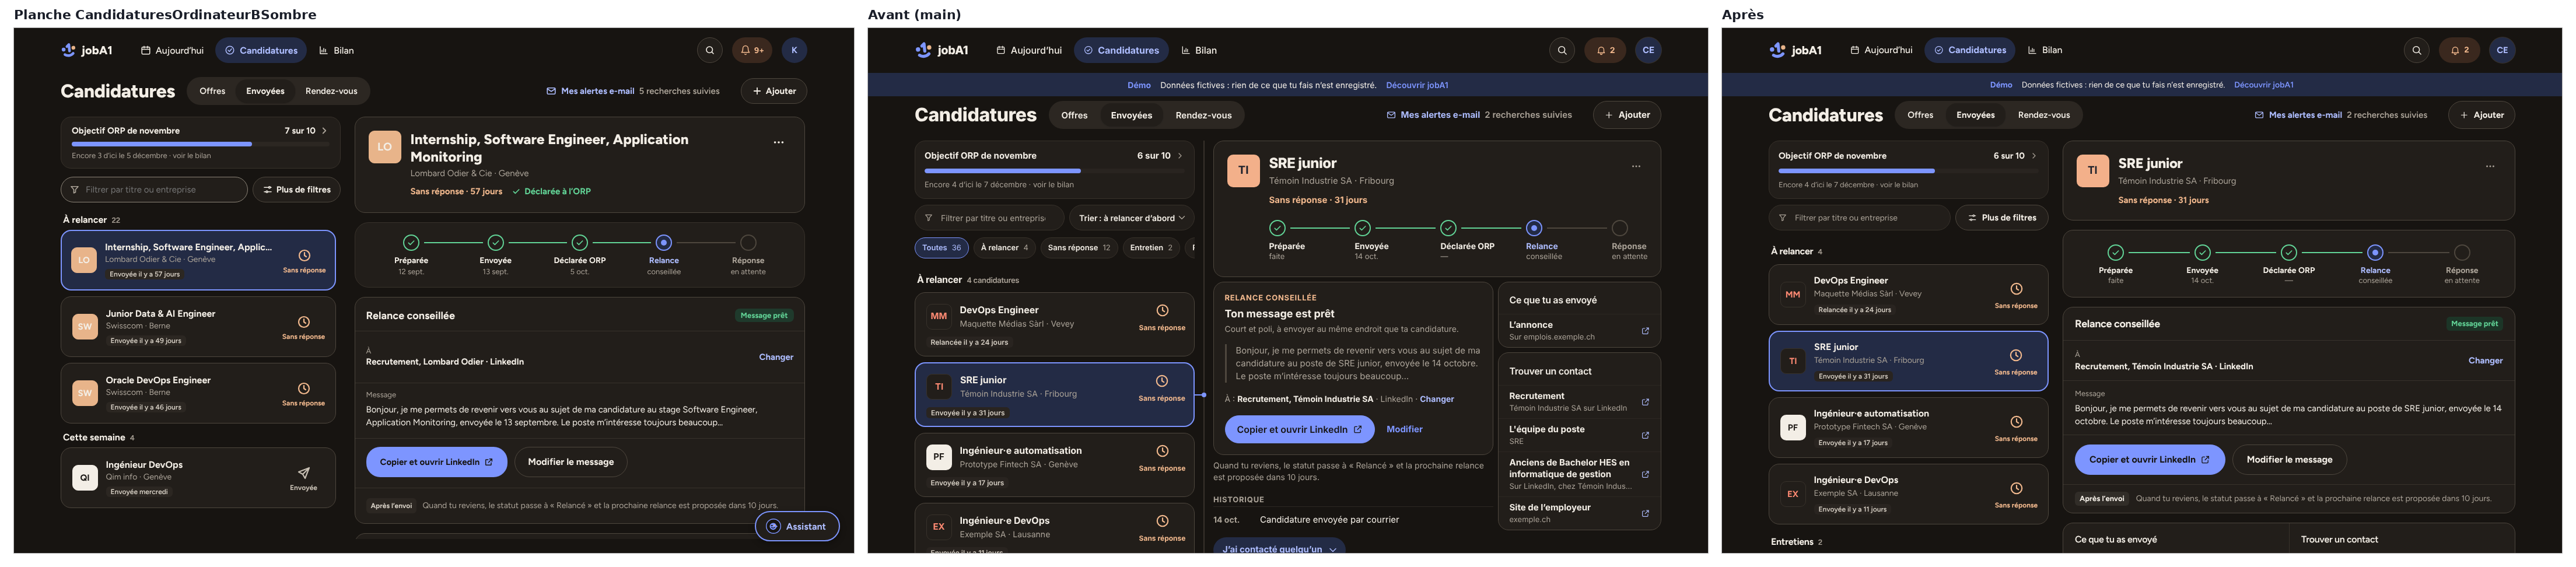 Planche CandidaturesOrdinateurBSombre
jobA1
Aujourd'hui
Candidatures
Bilan
9+
K
Candidatures
Offres
Envoyées
Rendez-vous
Mes alertes e-mail 5 recherches suivies
Ajouter
Objectif ORP de novembre
7 sur 10
Encore 3 d'ici le 5 décembre · voir le bilan
Filtrer par titre ou entreprise
Plus de filtres
À relancer 22
LO
Internship, Software Engineer, Applic...
Lombard Odier & Cie · Genève
Envoyée il y a 57 jours
Sans réponse
SW
Junior Data & AI Engineer
Swisscom · Berne
Envoyée il y a 49 jours
Sans réponse
SW
Oracle DevOps Engineer
Swisscom · Berne
Envoyée il y a 46 jours
Sans réponse
Cette semaine 4
QI
Ingénieur DevOps
Qim info · Genève
Envoyée mercredi
Envoyée
LO
Internship, Software Engineer, Application
Monitoring
Lombard Odier & Cie · Genève
Sans réponse · 57 jours
Déclarée à l'ORP
Préparée
12 sept.
Envoyée
13 sept.
Déclarée ORP
5 oct.
Relance
conseillée
Réponse
en attente
Relance conseillée
Message prêt
À
Recrutement, Lombard Odier · LinkedIn
Changer
Message
Bonjour, je me permets de revenir vers vous au sujet de ma candidature au stage Software Engineer,
Application Monitoring, envoyée le 13 septembre. Le poste m'intéresse toujours beaucoup...
Copier et ouvrir LinkedIn
Modifier le message
Après l'envoi
Quand tu reviens, le statut passe à « Relancé » et la prochaine relance est proposée dans 10 jours.
Assistant
Avant (main)
jobA1
Aujourd'hui
Candidatures
Bilan
2
CE
Démo Données fictives : rien de ce que tu fais n'est enregistré. Découvrir jobA1
Candidatures
Offres
Envoyées
Rendez-vous
Mes alertes e-mail 2 recherches suivies
Ajouter
Objectif ORP de novembre
6 sur 10
Encore 4 d'ici le 7 décembre · voir le bilan
Filtrer par titre ou entrepris
Trier : à relancer d'abord
Toutes 36
À relancer 4
Sans réponse 12
Entretien 2
À relancer 4 candidatures
MM
DevOps Engineer
Maquette Médias Sàrl · Vevey
Relancée il y a 24 jours
Sans réponse
TI
SRE junior
Témoin Industrie SA · Fribourg
Envoyée il y a 31 jours
Sans réponse
PF
Ingénieur·e automatisation
Prototype Fintech SA · Genève
Envoyée il y a 17 jours
Sans réponse
EX
Ingénieur·e DevOps
Exemple SA · Lausanne
Envoyée il y a 11 jours
Sans réponse
TI
SRE junior
Témoin Industrie SA · Fribourg
Sans réponse · 31 jours
Préparée
faite
Envoyée
14 oct.
Déclarée ORP
—
Relance
conseillée
Réponse
en attente
RELANCE CONSEILLÉE
Ton message est prêt
Court et poli, à envoyer au même endroit que ta candidature.
Bonjour, je me permets de revenir vers vous au sujet de ma
candidature au poste de SRE junior, envoyée le 14 octobre.
Le poste m'intéresse toujours beaucoup...
À : Recrutement, Témoin Industrie SA · LinkedIn · Changer
Copier et ouvrir LinkedIn
Modifier
Quand tu reviens, le statut passe à « Relancé » et la prochaine relance
est proposée dans 10 jours.
HISTORIQUE
14 oct.
Candidature envoyée par courrier
J'ai contacté quelqu'un
Ce que tu as envoyé
L'annonce
Sur emplois.exemple.ch
Trouver un contact
Recrutement
Témoin Industrie SA sur LinkedIn
L'équipe du poste
SRE
Anciens de Bachelor HES en
informatique de gestion
Sur LinkedIn, chez Témoin Indus...
Site de l'employeur
exemple.ch
Après
jobA1
Aujourd'hui
Candidatures
Bilan
2
CE
Démo Données fictives : rien de ce que tu fais n'est enregistré. Découvrir jobA1
Candidatures
Offres
Envoyées
Rendez-vous
Mes alertes e-mail 2 recherches suivies
Ajouter
Objectif ORP de novembre
6 sur 10
Encore 4 d'ici le 7 décembre · voir le bilan
Filtrer par titre ou entreprise
Plus de filtres
À relancer 4
MM
DevOps Engineer
Maquette Médias Sàrl · Vevey
Relancée il y a 24 jours
Sans réponse
TI
SRE junior
Témoin Industrie SA · Fribourg
Envoyée il y a 31 jours
Sans réponse
PF
Ingénieur·e automatisation
Prototype Fintech SA · Genève
Envoyée il y a 17 jours
Sans réponse
EX
Ingénieur·e DevOps
Exemple SA · Lausanne
Envoyée il y a 11 jours
Sans réponse
Entretiens 2
TI
SRE junior
Témoin Industrie SA · Fribourg
Sans réponse · 31 jours
Préparée
faite
Envoyée
14 oct.
Déclarée ORP
—
Relance
conseillée
Réponse
en attente
Relance conseillée
Message prêt
À
Recrutement, Témoin Industrie SA · LinkedIn
Changer
Message
Bonjour, je me permets de revenir vers vous au sujet de ma candidature au poste de SRE junior, envoyée le 14
octobre. Le poste m'intéresse toujours beaucoup...
Copier et ouvrir LinkedIn
Modifier le message
Après l'envoi
Quand tu reviens, le statut passe à « Relancé » et la prochaine relance est proposée dans 10 jours.
Ce que tu as envoyé
Trouver un contact